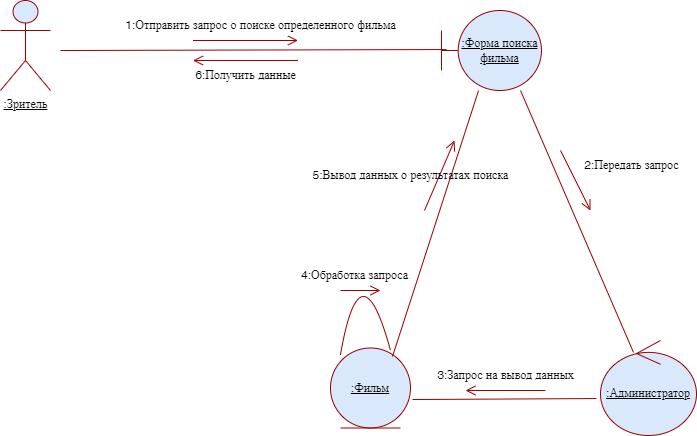 1:Отправить запрос о поиске определенного фильма
:Форма поиска
фильма
6:Получить данные
:Зритель
2:Передать запрос
5:Вывод данных о результатах поиска
4:Обработка запроса
3:Запрос на вывод данных
:Фильм
:Администратор